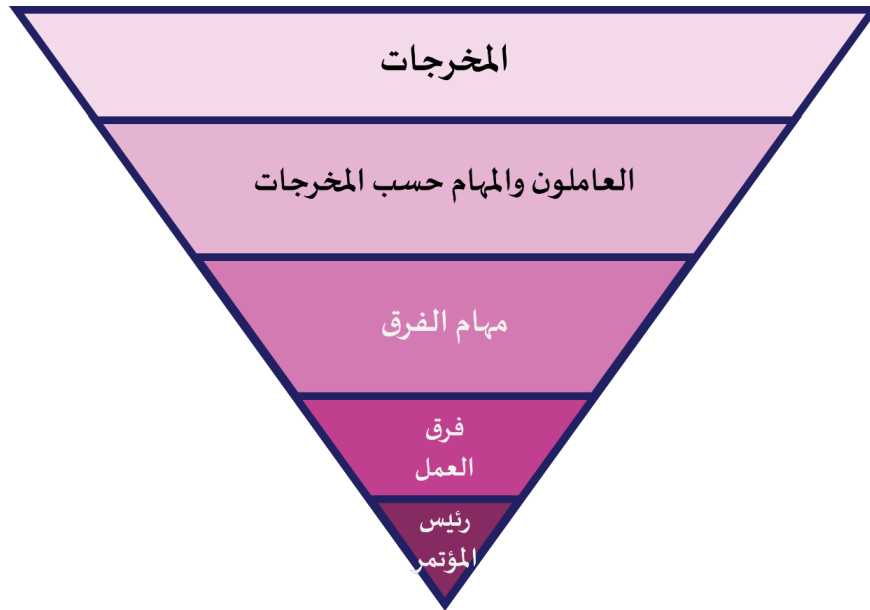 المخرجات
العاملون والمهام حسب المخرجات
مهام الفرق
فرق
العمل
رئيس
المؤتمر